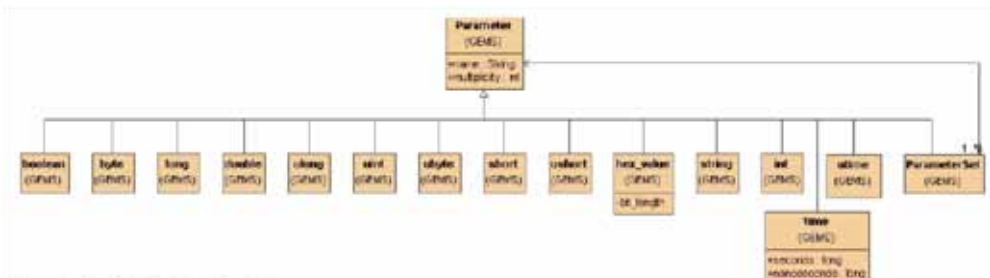 Parameter
(GEMS)
+name : String
+multiplicity : int
boolean
(GEMS)
byte
(GEMS)
long
(GEMS)
double
(GEMS)
ulong
(GEMS)
uint
(GEMS)
ubyte
(GEMS)
short
(GEMS)
ushort
(GEMS)
hex_value
(GEMS)
-bit_length
string
(GEMS)
int
(GEMS)
utime
(GEMS)
1..*
ParameterSet
(GEMS)
Time
(GEMS)
+seconds : long
+nanoseconds : long